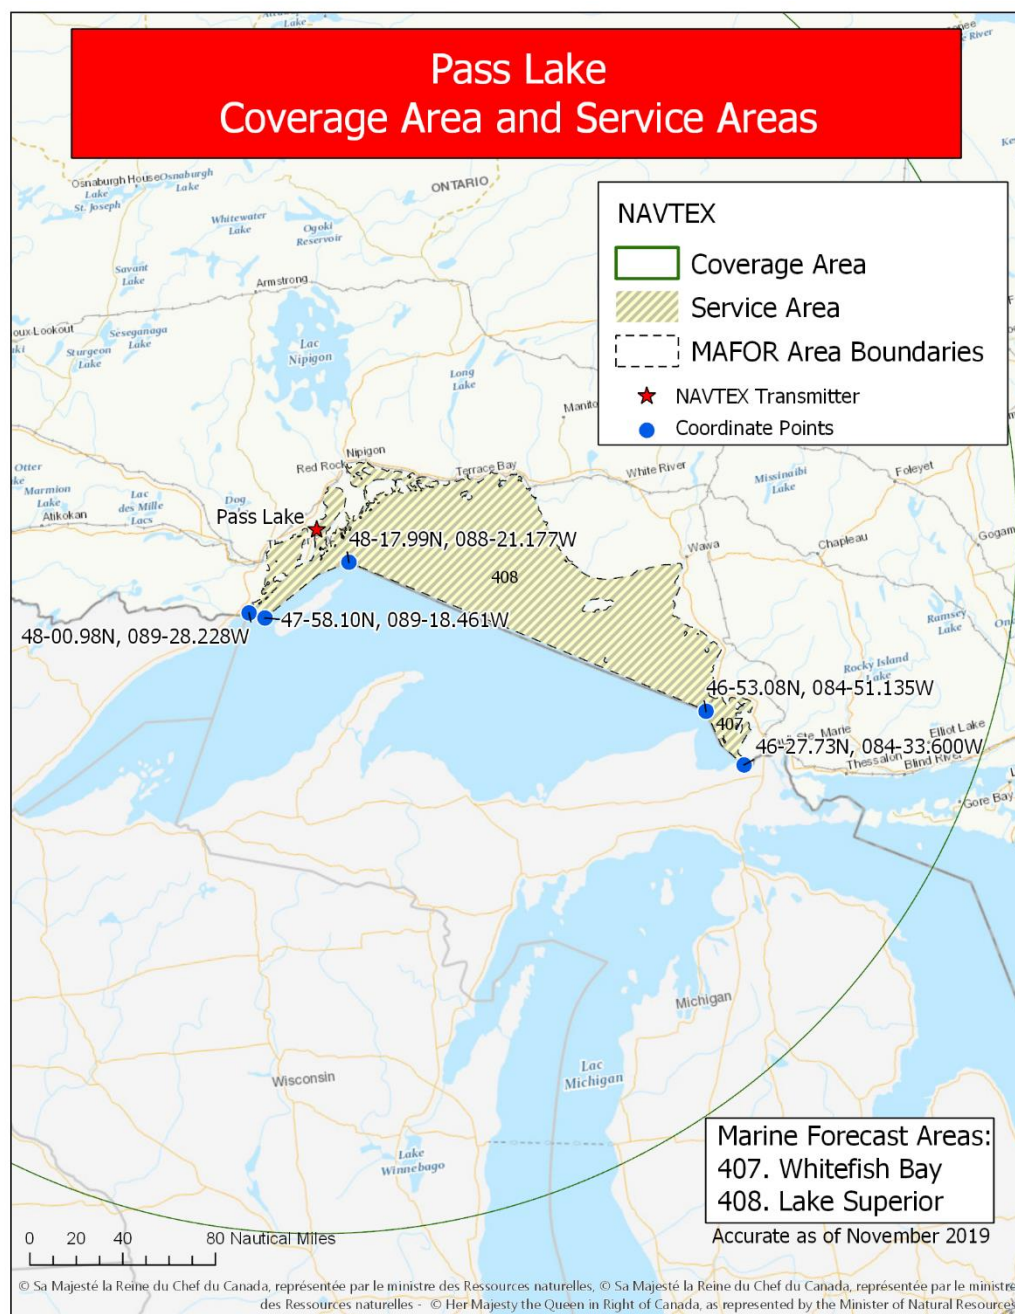 Pass Lake
Coverage Area and Service Areas
River
Osnaburgh House
Osnaburgh
Lake
Lake
St. Joseph
ONTARIO
Whitewater
Lake
Ogoki
Reservoir
Savant
Lake
Armstrong
oux-Lookout
Seseganaga
Lake
Sturgeon
Lake
Lac
Nipigon
Long
Lake
NAVTEX
Coverage Area
Service Area
MAFOR Area Boundaries
NAVTEX Transmitter
Coordinate Points
Manito
Nipigon
Red Rock
Terrace Bay
White River
Missinaibi
Lake
Foleyet
Otter
Marmion
Lake
Lac
des Mille
Lacs
Dog
Atikokan
Pass Lake
48-17.99N, 088-21.177W
Wawa
Chapleau
Gogam
408
48-00.98N, 089-28.228W
47-58.10N, 089-18.461W
Ramsey
Lake
Rocky Island
Lake
46-53.08N, 084-51.135W
407
Ste. Marie
46-27.73N, 084-33.600W
Elliot Lake
Thessalon
Blind River
Gore Bay
Michigan
Lac
Michigan
Wisconsin
Lake
Winnebago
Marine Forecast Areas:
407. Whitefish Bay
408. Lake Superior
Accurate as of November 2019
0 20 40 80 Nautical Miles
© Sa Majesté la Reine du Chef du Canada, représentée par le ministre des Ressources naturelles, © Sa Majesté la Reine du Chef du Canada, représentée par le ministre
des Ressources naturelles - © Her Majesty the Queen in Right of Canada, as represented by the Minister of Natural Resources